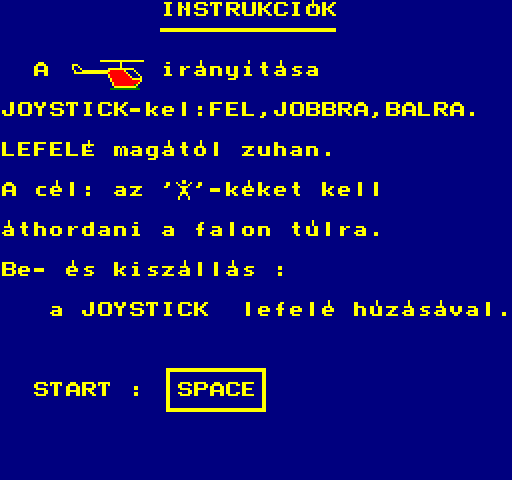 INSTRUKCIÓK
A irányitása
JOYSTICK-kel:FEL,JOBBRA,BALRA.
LEFELÉ magától zuhan.
A cél: az ' '-kéket kell
áthordani a falon túlra.
Be- és kiszállás :
a JOYSTICK lefelé húzásával.
START : SPACE